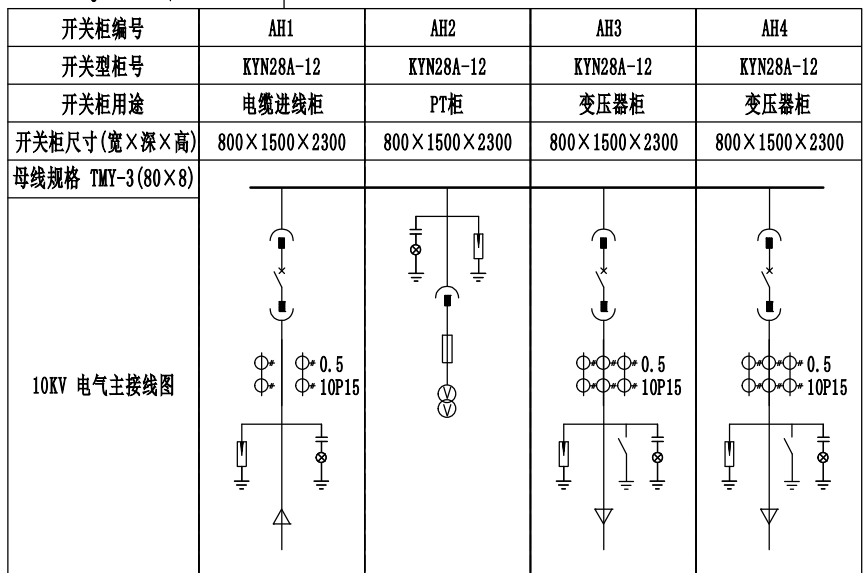 开关柜编号 AH1 AH2 AH3 AH4
开关型柜号 KYN28A-12 KYN28A-12 KYN28A-12 KYN28A-12
开关柜用途 电缆进线柜 PT柜 变压器柜 变压器柜
开关柜尺寸(宽×深×高) 800×1500×2300 800×1500×2300 800×1500×2300 800×1500×2300
母线规格 TMY-3(80×8)
0.5 0.5 0.5
10KV 电气主接线图 10P15 10P15 10P15
V
V